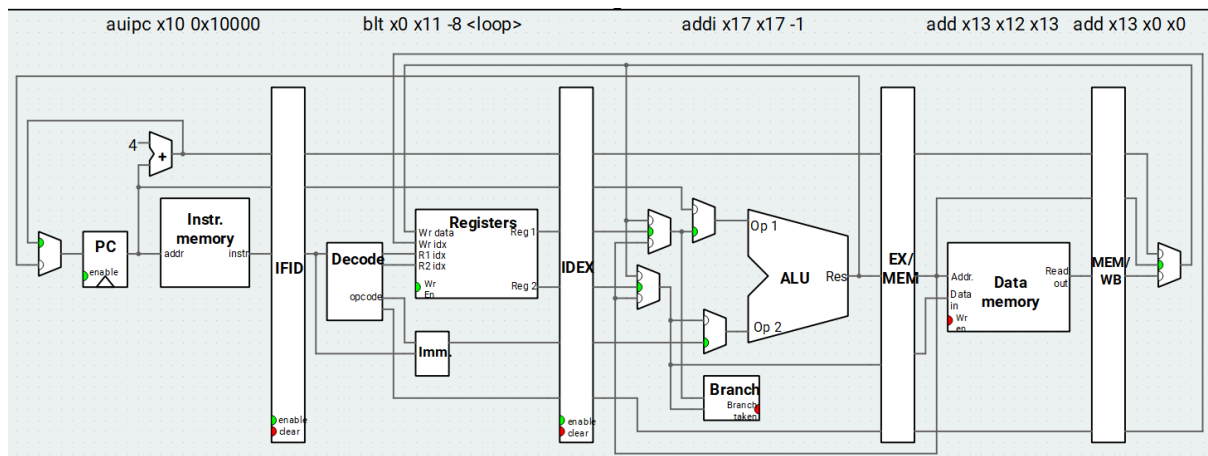 auipc x10 0x10000
blt x0 x11 -8 <loop>
addi x17 x17 -1
add x13 x12 x13
add x13 x0 x0
4
+
PC
enable
Instr.
memory
addr
instr
IFID
enable
clear
Decode
opcode
Registers
Wr data
Wr idx
R1 idx
R2 idx
Wr
En
Reg 1
Reg 2
Imm.
IDEX
enable
clear
Op 1
ALU
Res
Op 2
Branch
Branch
taken
EX/
MEM
Addr.
Data
in
Wr
en
Data
memory
Read
out
MEM/
WB